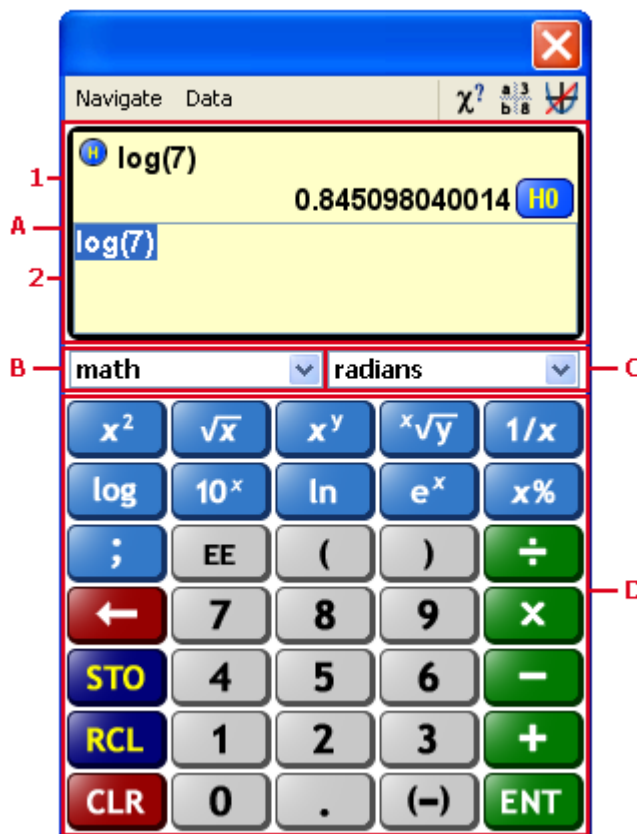 Navigate Data χ? a 3 b 8
H log(7)
1
0.845098040014 H0
A
log(7)
2
B math radians C
x² √x xʸ ˣ√y 1/x
log 10ˣ ln eˣ x%
; EE ( ) ÷
D
← 7 8 9 ×
STO 4 5 6 −
RCL 1 2 3 +
CLR 0 . (−) ENT